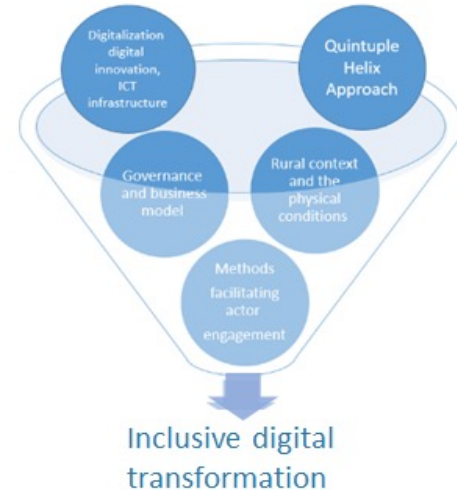 Digitalization
digital
innovation,
ICT
infrastructure
Quintuple
Helix
Approach
Governance
and business
model
Rural context
and the
physical
conditions
Methods
facilitating
actor
engagement
Inclusive digital
transformation